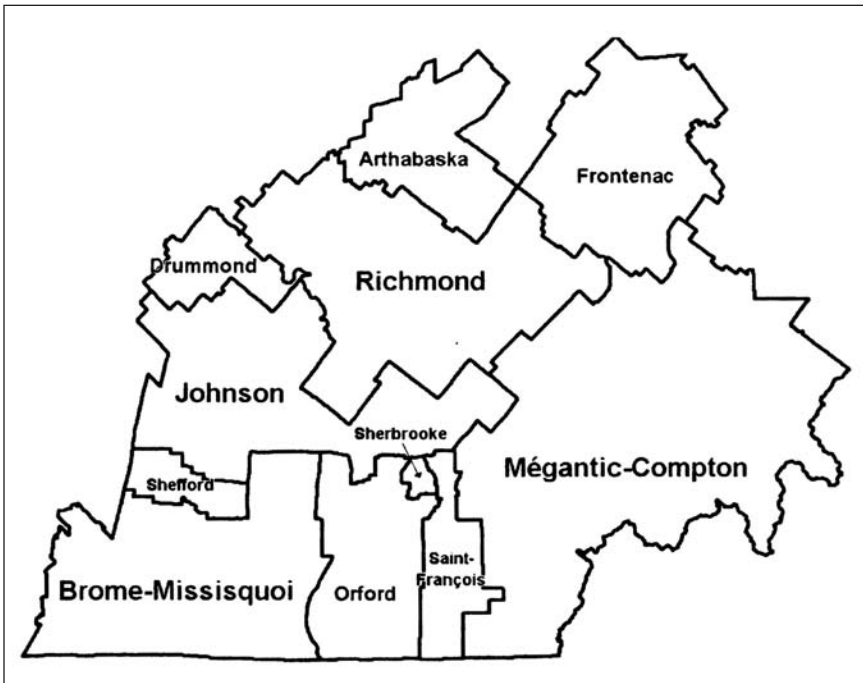 Arthabaska
Frontenac
Drummond
Richmond
Johnson
Sherbrooke
Mégantic-Compton
Shefford
Saint-
François
Brome-Missisquoi
Orford